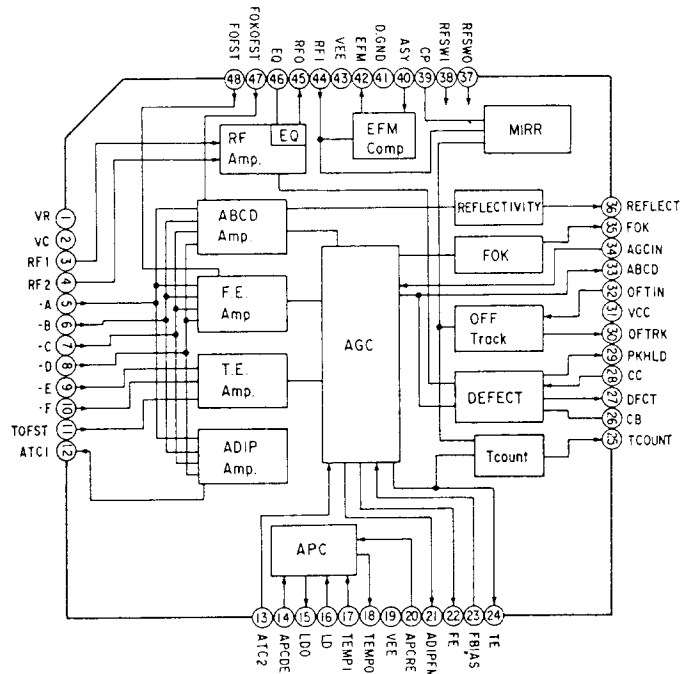 FOFST
FOKOFST
EQ
RFO
RFI
VEE
EFM
D.GND
ASY
CP
RFSWI
RFSWO
48 47 46 45 44 43 42 41 40 39 38 37
RF
Amp.
EQ
EFM
Comp
MIRR
VR 1
VC 2
RF1 3
RF2 4
-A 5
-B 6
-C 7
-D 8
-E 9
-F 10
TOFST 11
ATC1 12
ABCD
Amp.
F.E.
Amp
T.E.
Amp.
ADIP
Amp.
AGC
REFLECTIVITY
FOK
OFF
Track
DEFECT
Tcount
36 REFLECT
35 FOK
34 AGCIN
33 ABCD
32 OFTIN
31 VCC
30 OFTRK
29 PKHLD
28 CC
27 DFCT
26 CB
25 TCOUNT
APC
13 14 15 16 17 18 19 20 21 22 23 24
ATC2
APCDE
LDO
LD
TEMPI
TEMPO
VEE
APCRE
ADIPFM
FE
FBIAS
TE